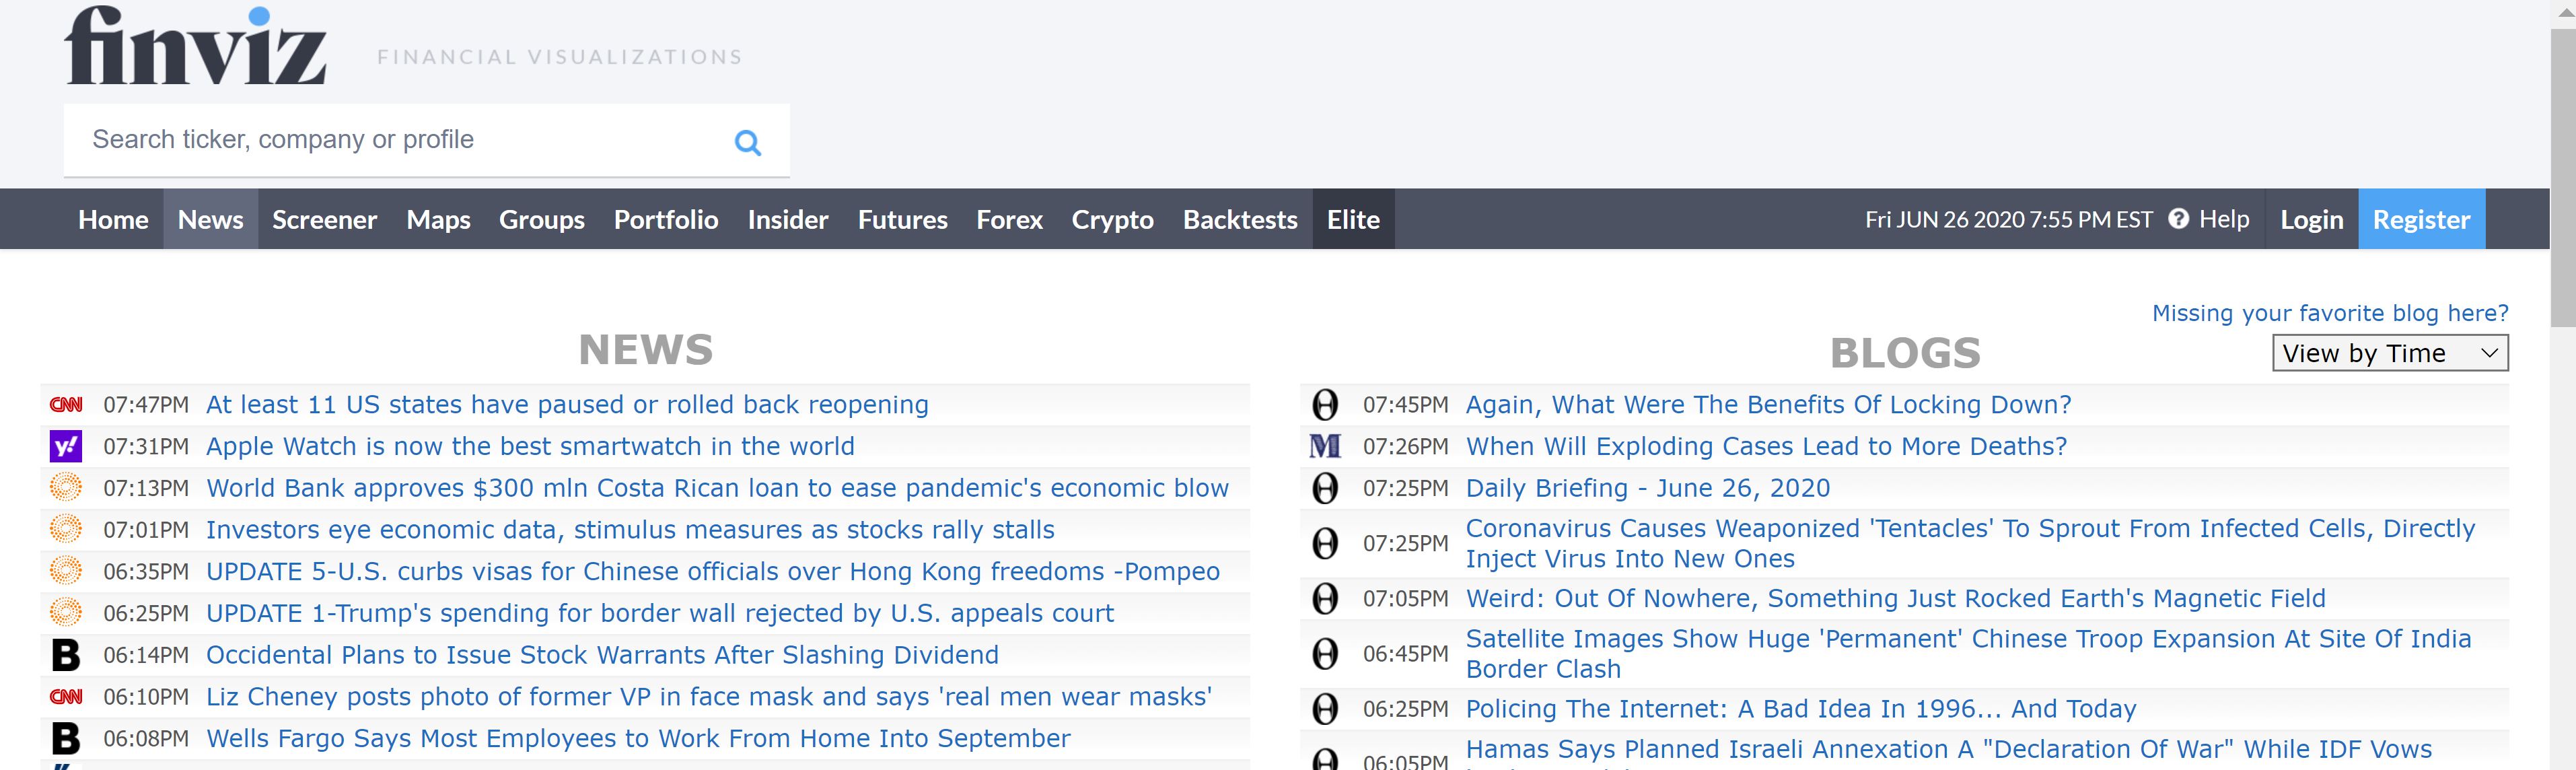 finviz
FINANCIAL VISUALIZATIONS
Search ticker, company or profile
Home News Screener Maps Groups Portfolio Insider Futures Forex Crypto Backtests Elite Fri JUN 26 2020 7:55 PM EST ? Help Login Register
Missing your favorite blog here?
NEWS
CNN 07:47PM At least 11 US states have paused or rolled back reopening
y! 07:31PM Apple Watch is now the best smartwatch in the world
07:13PM World Bank approves $300 mln Costa Rican loan to ease pandemic's economic blow
07:01PM Investors eye economic data, stimulus measures as stocks rally stalls
06:35PM UPDATE 5-U.S. curbs visas for Chinese officials over Hong Kong freedoms -Pompeo
06:25PM UPDATE 1-Trump's spending for border wall rejected by U.S. appeals court
B 06:14PM Occidental Plans to Issue Stock Warrants After Slashing Dividend
CNN 06:10PM Liz Cheney posts photo of former VP in face mask and says 'real men wear masks'
B 06:08PM Wells Fargo Says Most Employees to Work From Home Into September
BLOGS
View by Time
07:45PM Again, What Were The Benefits Of Locking Down?
M 07:26PM When Will Exploding Cases Lead to More Deaths?
07:25PM Daily Briefing - June 26, 2020
07:25PM Coronavirus Causes Weaponized 'Tentacles' To Sprout From Infected Cells, Directly
Inject Virus Into New Ones
07:05PM Weird: Out Of Nowhere, Something Just Rocked Earth's Magnetic Field
06:45PM Satellite Images Show Huge 'Permanent' Chinese Troop Expansion At Site Of India
Border Clash
06:25PM Policing The Internet: A Bad Idea In 1996... And Today
06:05PM Hamas Says Planned Israeli Annexation A "Declaration Of War" While IDF Vows